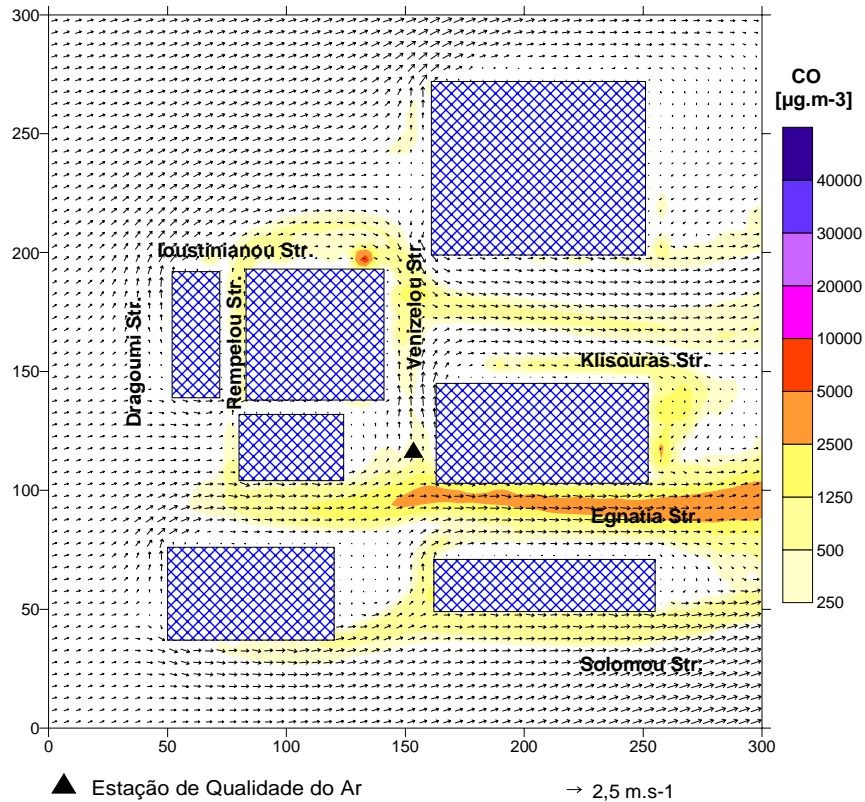 300
250
200
150
100
50
0
0
50
100
150
200
250
300
Ioustinianou Str.
Dragoumi Str.
Rempelou Str.
Venizelou Str.
Klisouras Str.
Egnatia Str.
Solomou Str.
CO
[µg.m-3]
40000
30000
20000
10000
5000
2500
1250
500
250
Estação de Qualidade do Ar
2,5 m.s-1